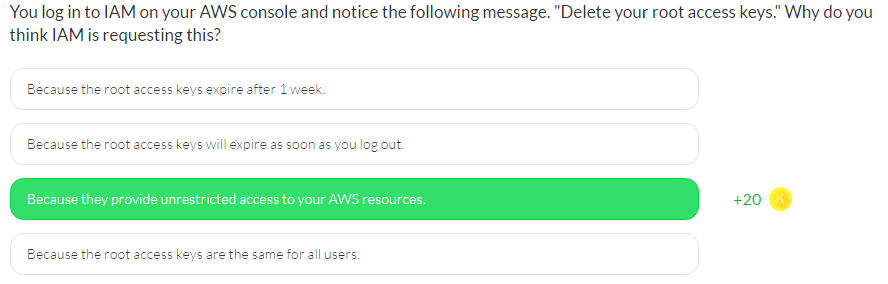 You log in to IAM on your AWS console and notice the following message. "Delete your root access keys." Why do you
think IAM is requesting this?
Because the root access keys expire after 1 week.
Because the root access keys will expire as soon as you log out.
Because they provide unrestricted access to your AWS resources.
+20 K
Because the root access keys are the same for all users.